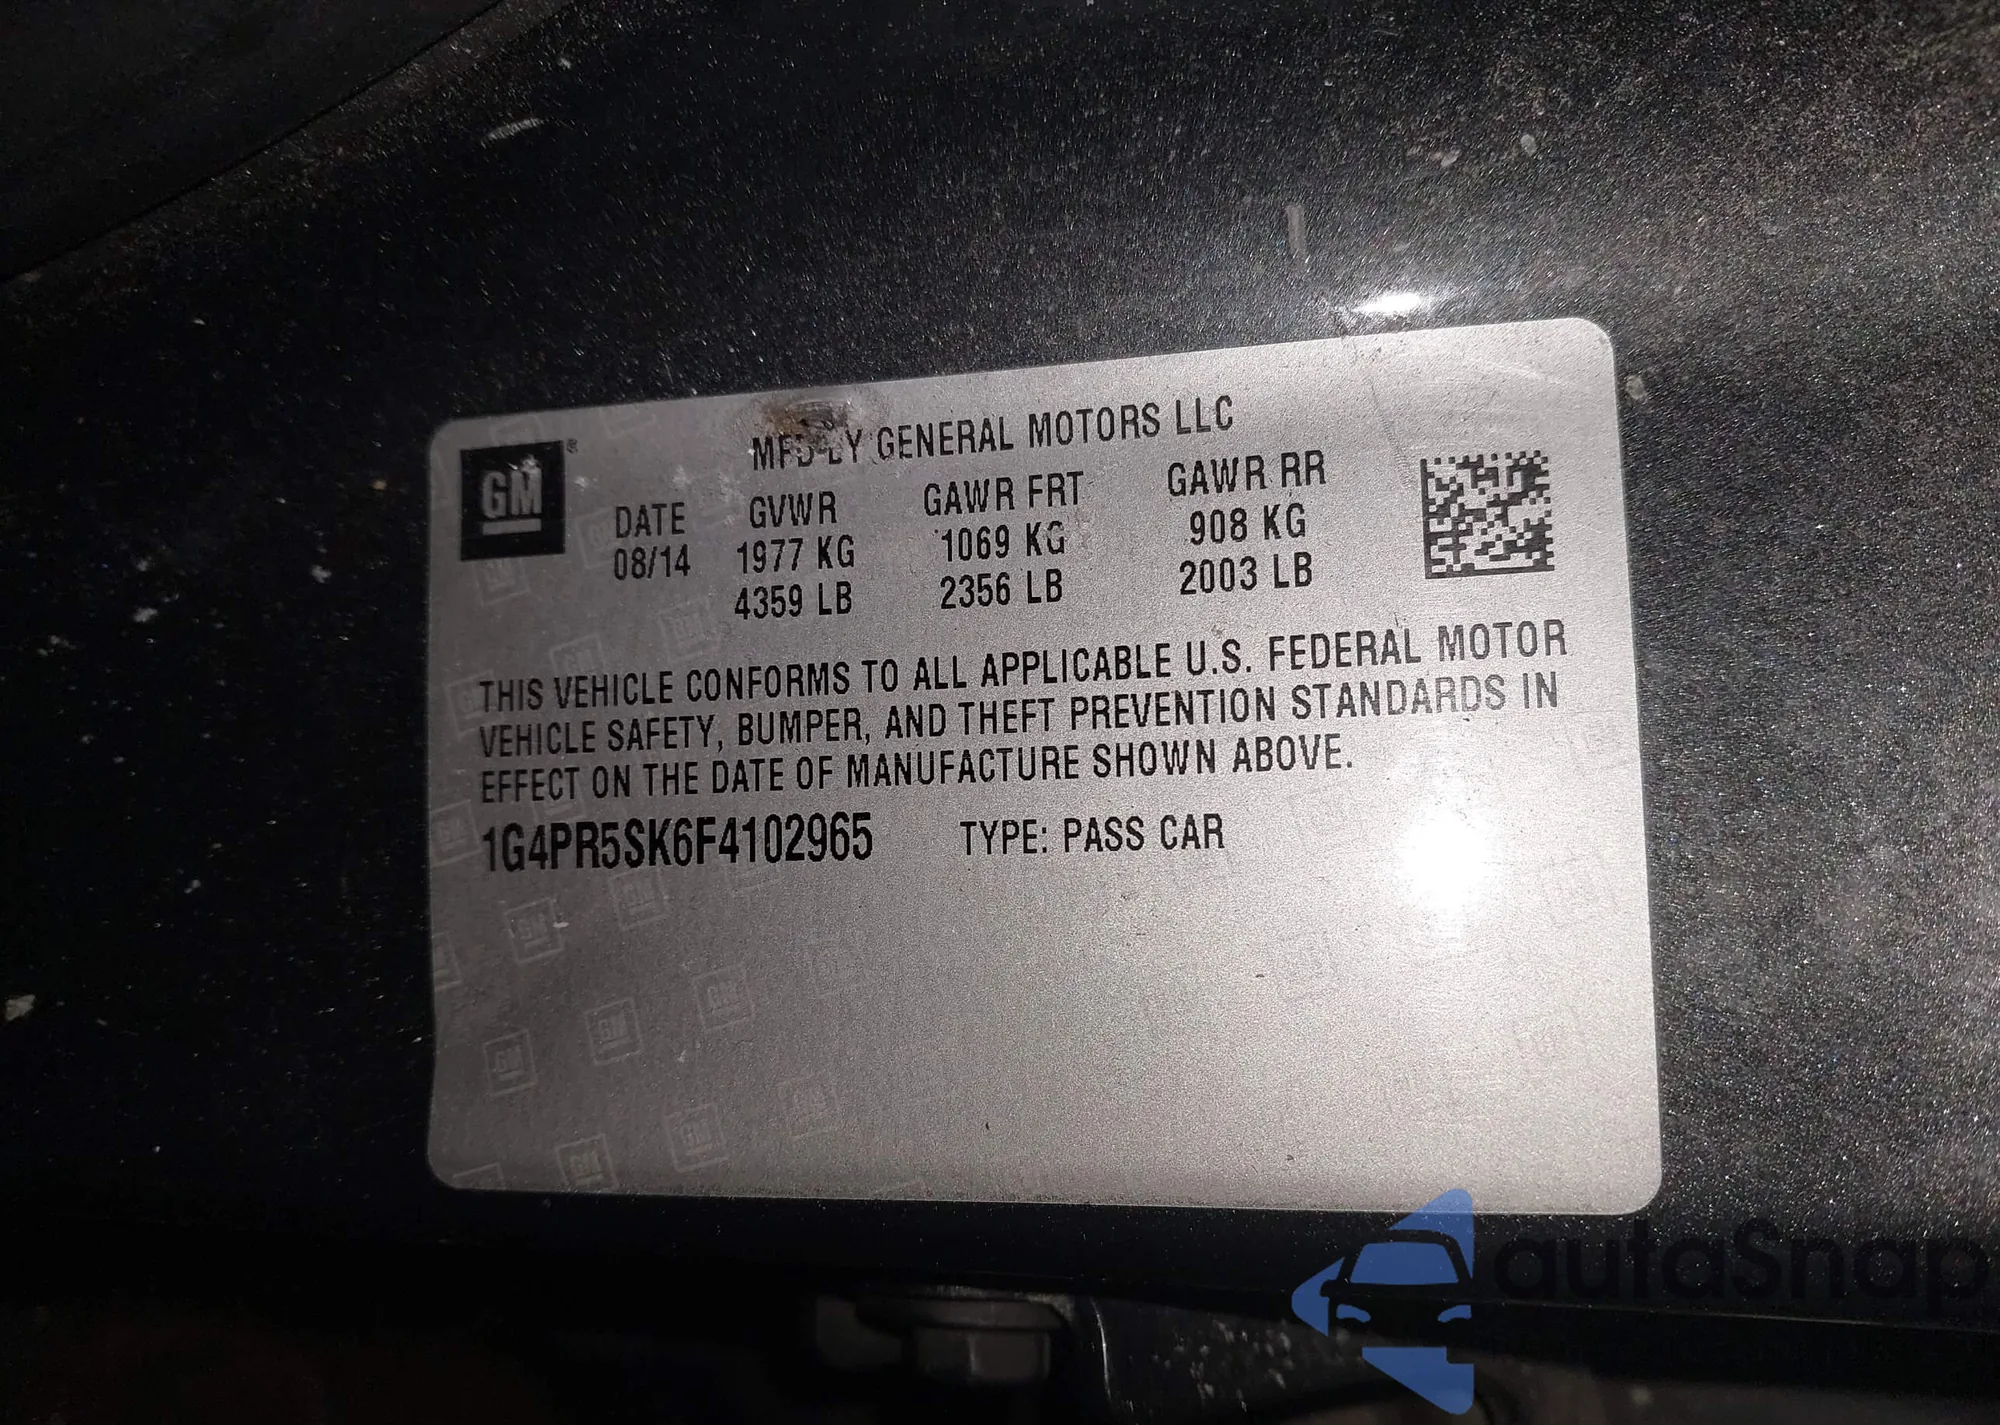 MFD BY GENERAL MOTORS LLC
GM ®
DATE GVWR GAWR FRT GAWR RR
08/14 1977 KG 1069 KG 908 KG
4359 LB 2356 LB 2003 LB
THIS VEHICLE CONFORMS TO ALL APPLICABLE U.S. FEDERAL MOTOR
VEHICLE SAFETY, BUMPER, AND THEFT PREVENTION STANDARDS IN
EFFECT ON THE DATE OF MANUFACTURE SHOWN ABOVE.
1G4PR5SK6F4102965 TYPE: PASS CAR
autaSnap